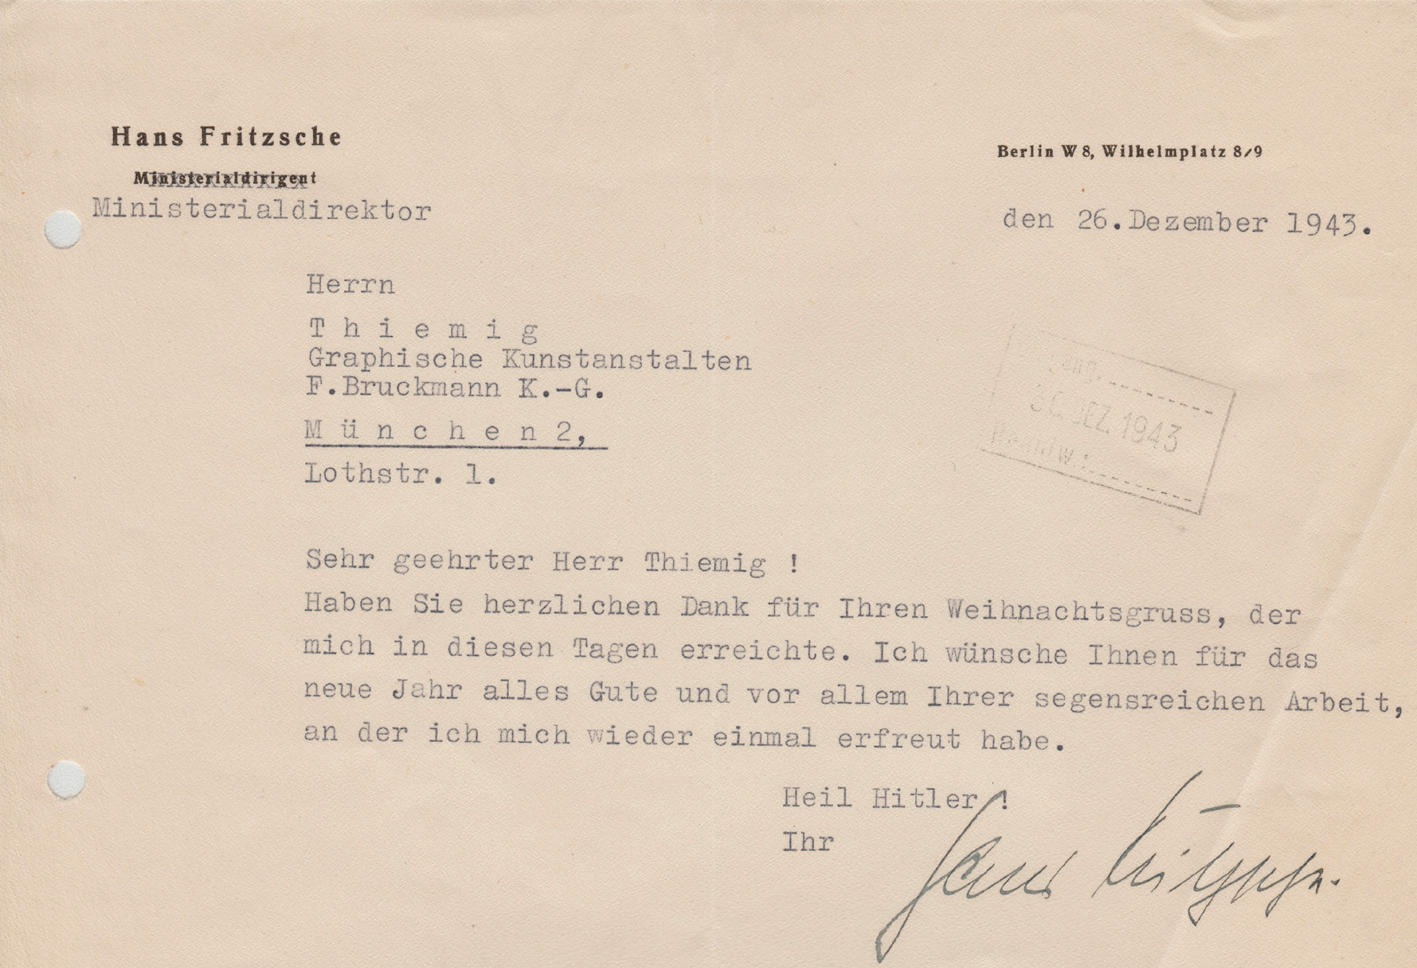 Hans Fritzsche
Ministerialdirigent
Ministerialdirektor
Berlin W 8, Wilhelmplatz 8/9
den 26.Dezember 1943.
Herrn
T h i e m i g
Graphische Kunstanstalten
F.Bruckmann K.-G.
M ü n c h e n 2,
Lothstr. 1.
DEZ. 1943
Sehr geehrter Herr Thiemig !
Haben Sie herzlichen Dank für Ihren Weihnachtsgruss, der
mich in diesen Tagen erreichte. Ich wünsche Ihnen für das
neue Jahr alles Gute und vor allem Ihrer segensreichen Arbeit,
an der ich mich wieder einmal erfreut habe.
Heil Hitler !
Ihr
Hans Fritzsche.